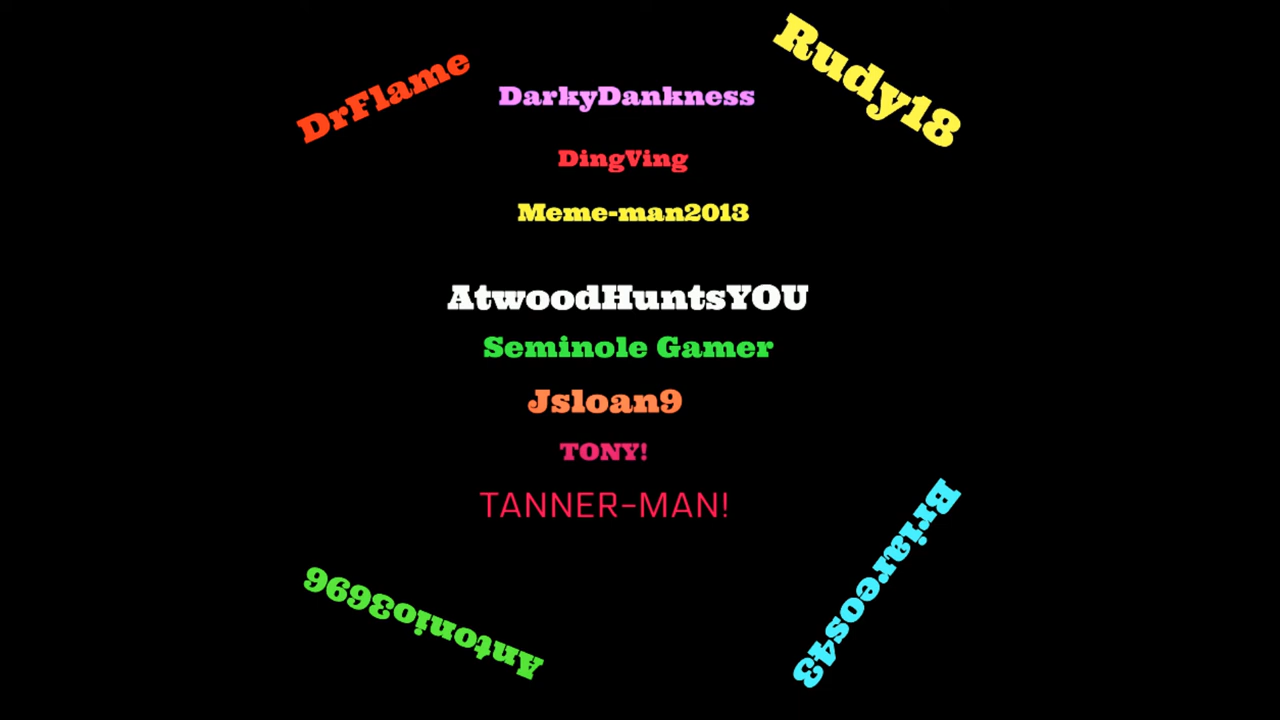 DrFlame
Rudy18
DarkyDankness
DingVing
Meme-man2013
AtwoodHuntsYOU
Seminole Gamer
Jsloan9
TONY!
TANNER-MAN!
Briareos43
Antonio3696